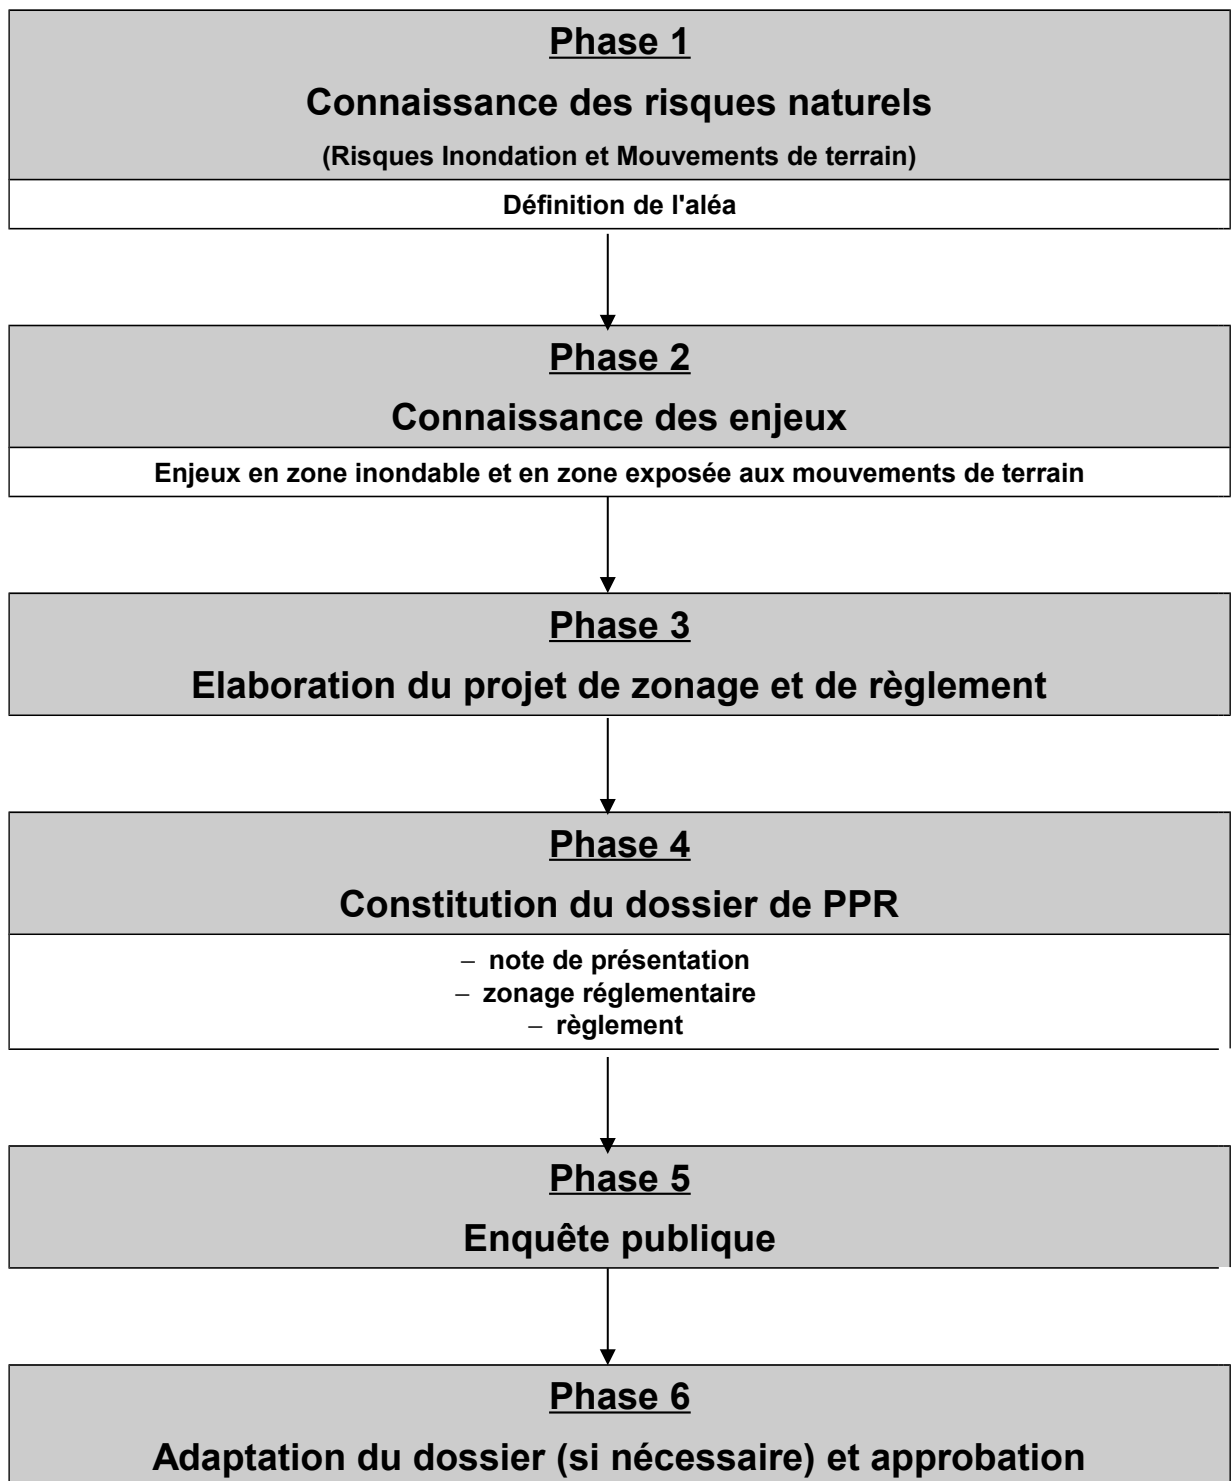 Phase 1
Connaissance des risques naturels
(Risques Inondation et Mouvements de terrain)
Définition de l'aléa
Phase 2
Connaissance des enjeux
Enjeux en zone inondable et en zone exposée aux mouvements de terrain
Phase 3
Elaboration du projet de zonage et de règlement
Phase 4
Constitution du dossier de PPR
– note de présentation
– zonage réglementaire
– règlement
Phase 5
Enquête publique
Phase 6
Adaptation du dossier (si nécessaire) et approbation